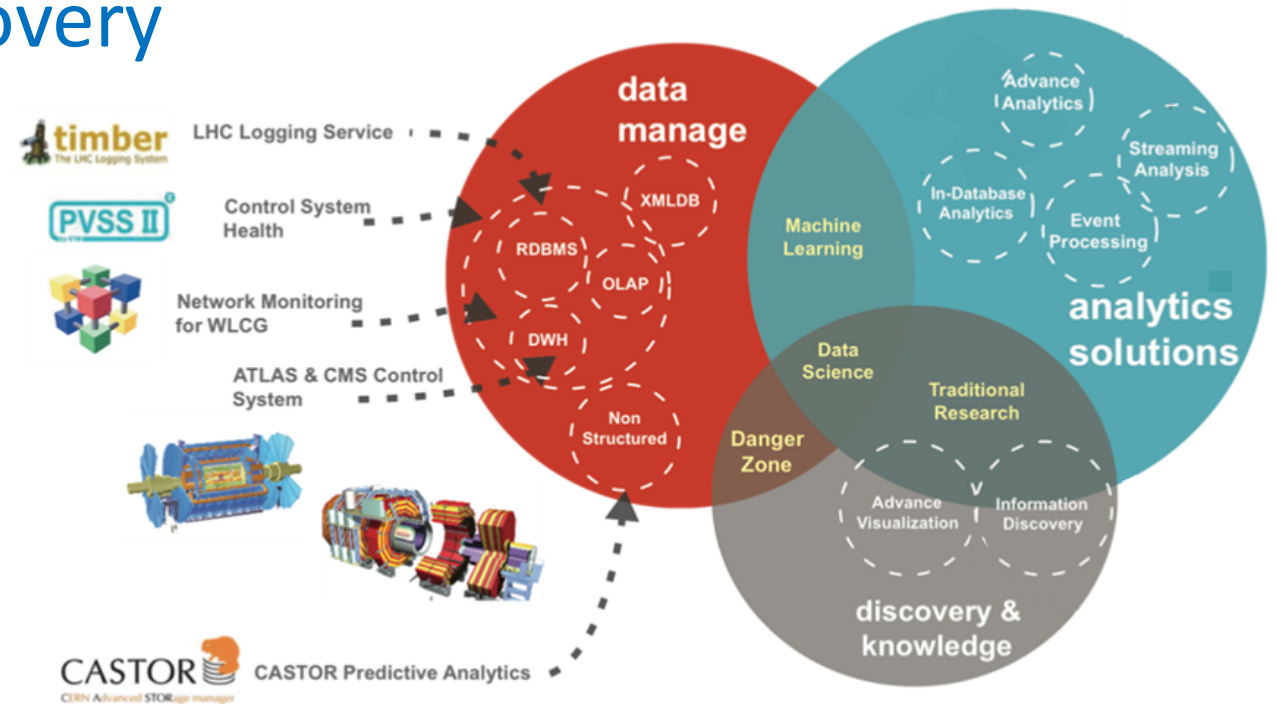 overy
timber
The LHC Logging System
LHC Logging Service
PVSS II
Control System
Health
Network Monitoring
for WLCG
ATLAS & CMS Control
System
CASTOR
CERN Advanced STORage manager
CASTOR Predictive Analytics
data
manage
XMLDB
RDBMS
OLAP
DWH
Non
Structured
Machine
Learning
Data
Science
Danger
Zone
Traditional
Research
Advance
Analytics
Streaming
Analysis
In-Database
Analytics
Event
Processing
analytics
solutions
Advance
Visualization
Information
Discovery
discovery &
knowledge